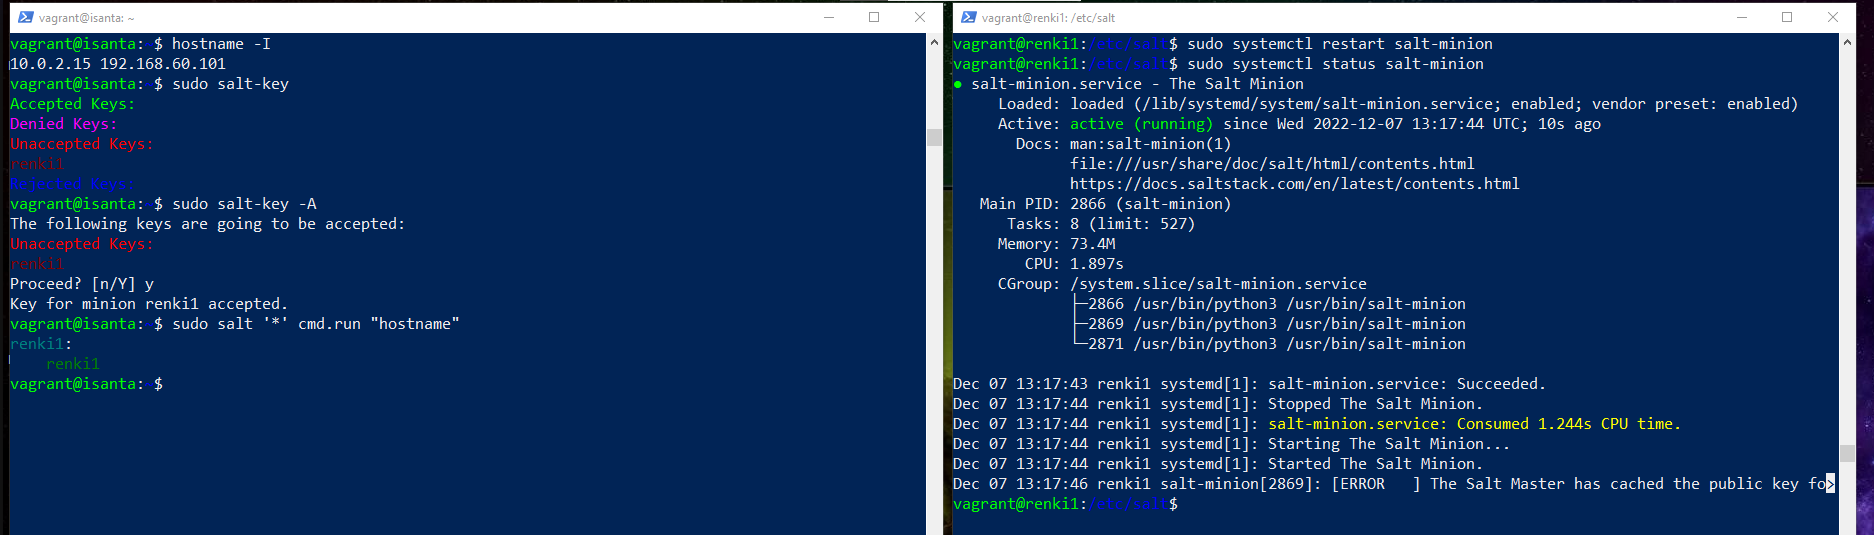 vagrant@isanta: ~
vagrant@isanta:~$ hostname -I
10.0.2.15 192.168.60.101
vagrant@isanta:~$ sudo salt-key
Accepted Keys:
Denied Keys:
Unaccepted Keys:
renki1
Rejected Keys:
vagrant@isanta:~$ sudo salt-key -A
The following keys are going to be accepted:
Unaccepted Keys:
renki1
Proceed? [n/Y] y
Key for minion renki1 accepted.
vagrant@isanta:~$ sudo salt '*' cmd.run "hostname"
renki1:
    renki1
vagrant@isanta:~$
vagrant@renki1: /etc/salt
vagrant@renki1:/etc/salt$ sudo systemctl restart salt-minion
vagrant@renki1:/etc/salt$ sudo systemctl status salt-minion
● salt-minion.service - The Salt Minion
     Loaded: loaded (/lib/systemd/system/salt-minion.service; enabled; vendor preset: enabled)
     Active: active (running) since Wed 2022-12-07 13:17:44 UTC; 10s ago
       Docs: man:salt-minion(1)
             file:///usr/share/doc/salt/html/contents.html
             https://docs.saltstack.com/en/latest/contents.html
   Main PID: 2866 (salt-minion)
      Tasks: 8 (limit: 527)
     Memory: 73.4M
        CPU: 1.897s
     CGroup: /system.slice/salt-minion.service
             ├─2866 /usr/bin/python3 /usr/bin/salt-minion
             ├─2869 /usr/bin/python3 /usr/bin/salt-minion
             └─2871 /usr/bin/python3 /usr/bin/salt-minion
Dec 07 13:17:43 renki1 systemd[1]: salt-minion.service: Succeeded.
Dec 07 13:17:44 renki1 systemd[1]: Stopped The Salt Minion.
Dec 07 13:17:44 renki1 systemd[1]: salt-minion.service: Consumed 1.244s CPU time.
Dec 07 13:17:44 renki1 systemd[1]: Starting The Salt Minion...
Dec 07 13:17:44 renki1 systemd[1]: Started The Salt Minion.
Dec 07 13:17:46 renki1 salt-minion[2869]: [ERROR   ] The Salt Master has cached the public key fo>
vagrant@renki1:/etc/salt$